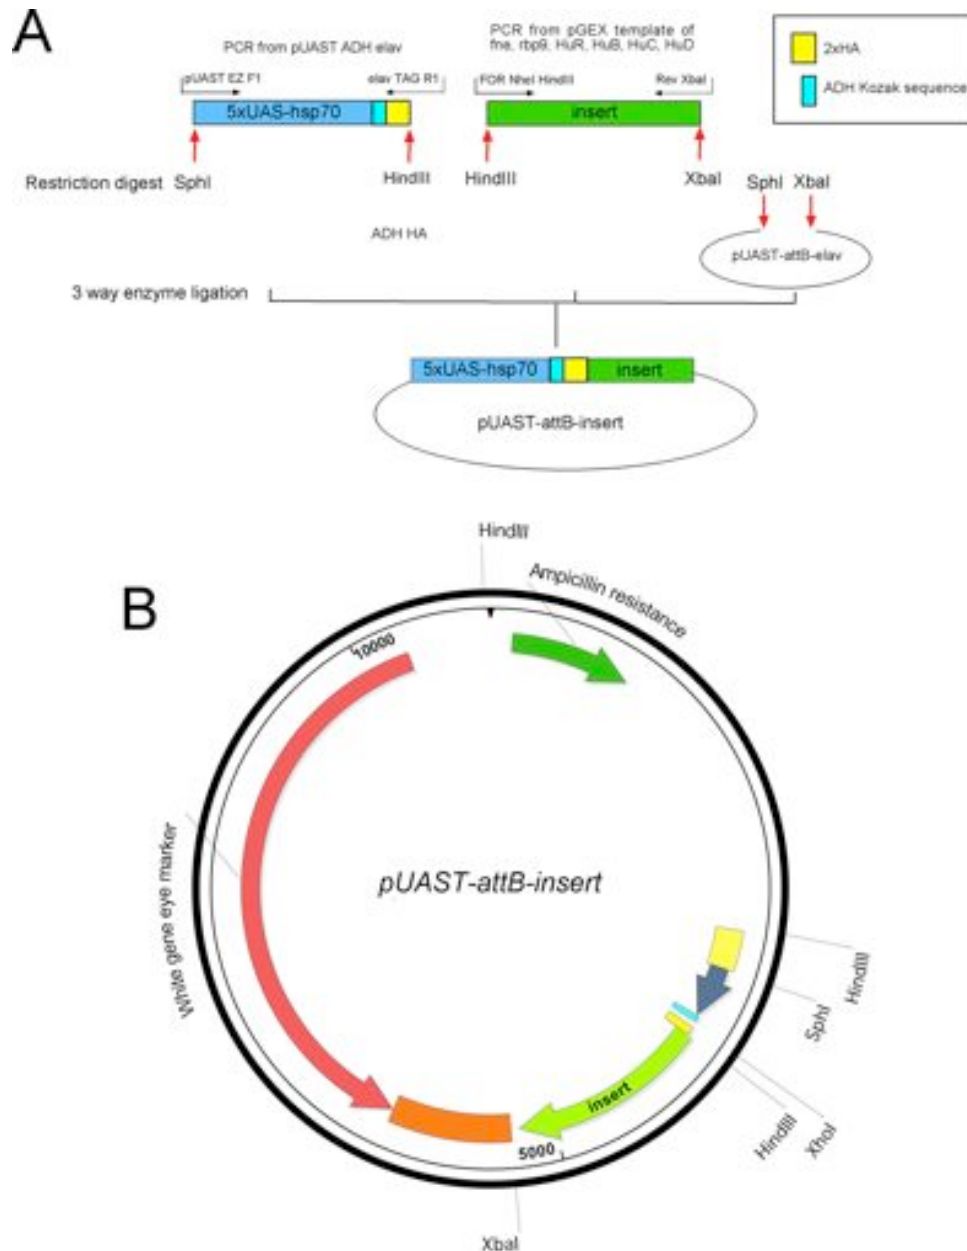 A
PCR from pUAST ADH elav
PCR from pGEX template of
fne, rbp9, HuR, HuB, HuC, HuD
2xHA
ADH Kozak sequence
pUAST EZ F1
elav TAG R1
FOR NheI HindIII
Rev XbaI
5xUAS-hsp70
insert
Restriction digest
SphI
HindIII
HindIII
XbaI
SphI
XbaI
ADH HA
pUAST-attB-elav
3 way enzyme ligation
5xUAS-hsp70
insert
pUAST-attB-insert
B
HindIII
Ampicillin resistance
10000
White gene eye marker
pUAST-attB-insert
HindIII
SphI
XhoI
HindIII
insert
5000
XbaI